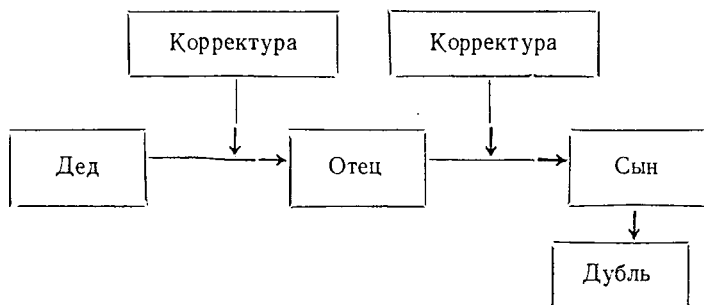 Корректура Корректура
Дед Отец Сын
Дубль